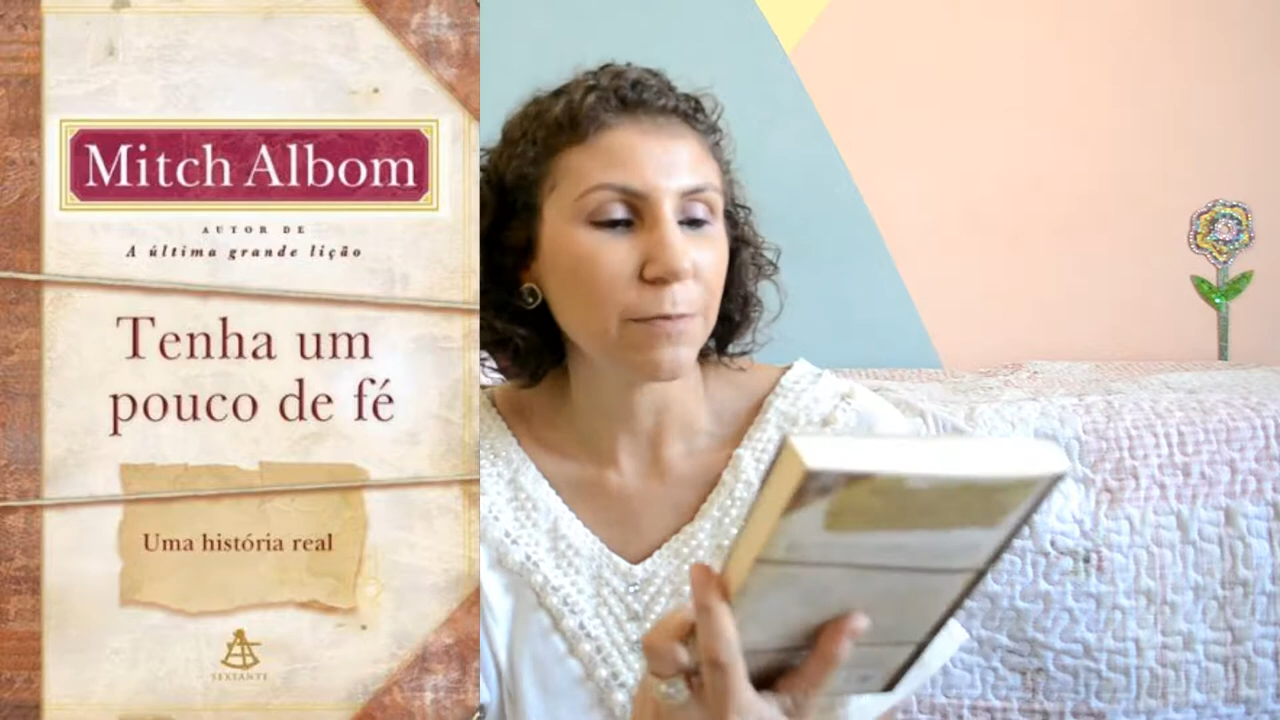 Mitch Albom
AUTOR DE
A última grande lição
Tenha um
pouco de fé
Uma história real
SEXTANTE